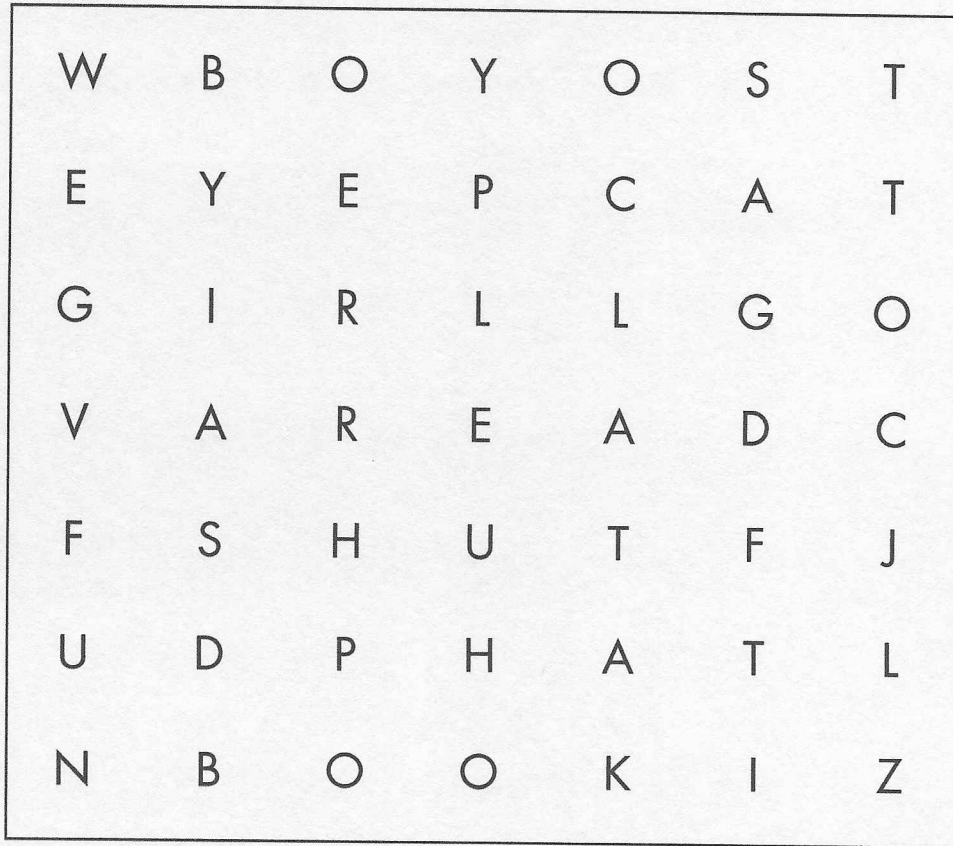 W B O Y O S T
E Y E P C A T
G I R L L G O
V A R E A D C
F S H U T F J
U D P H A T L
N B O O K I Z